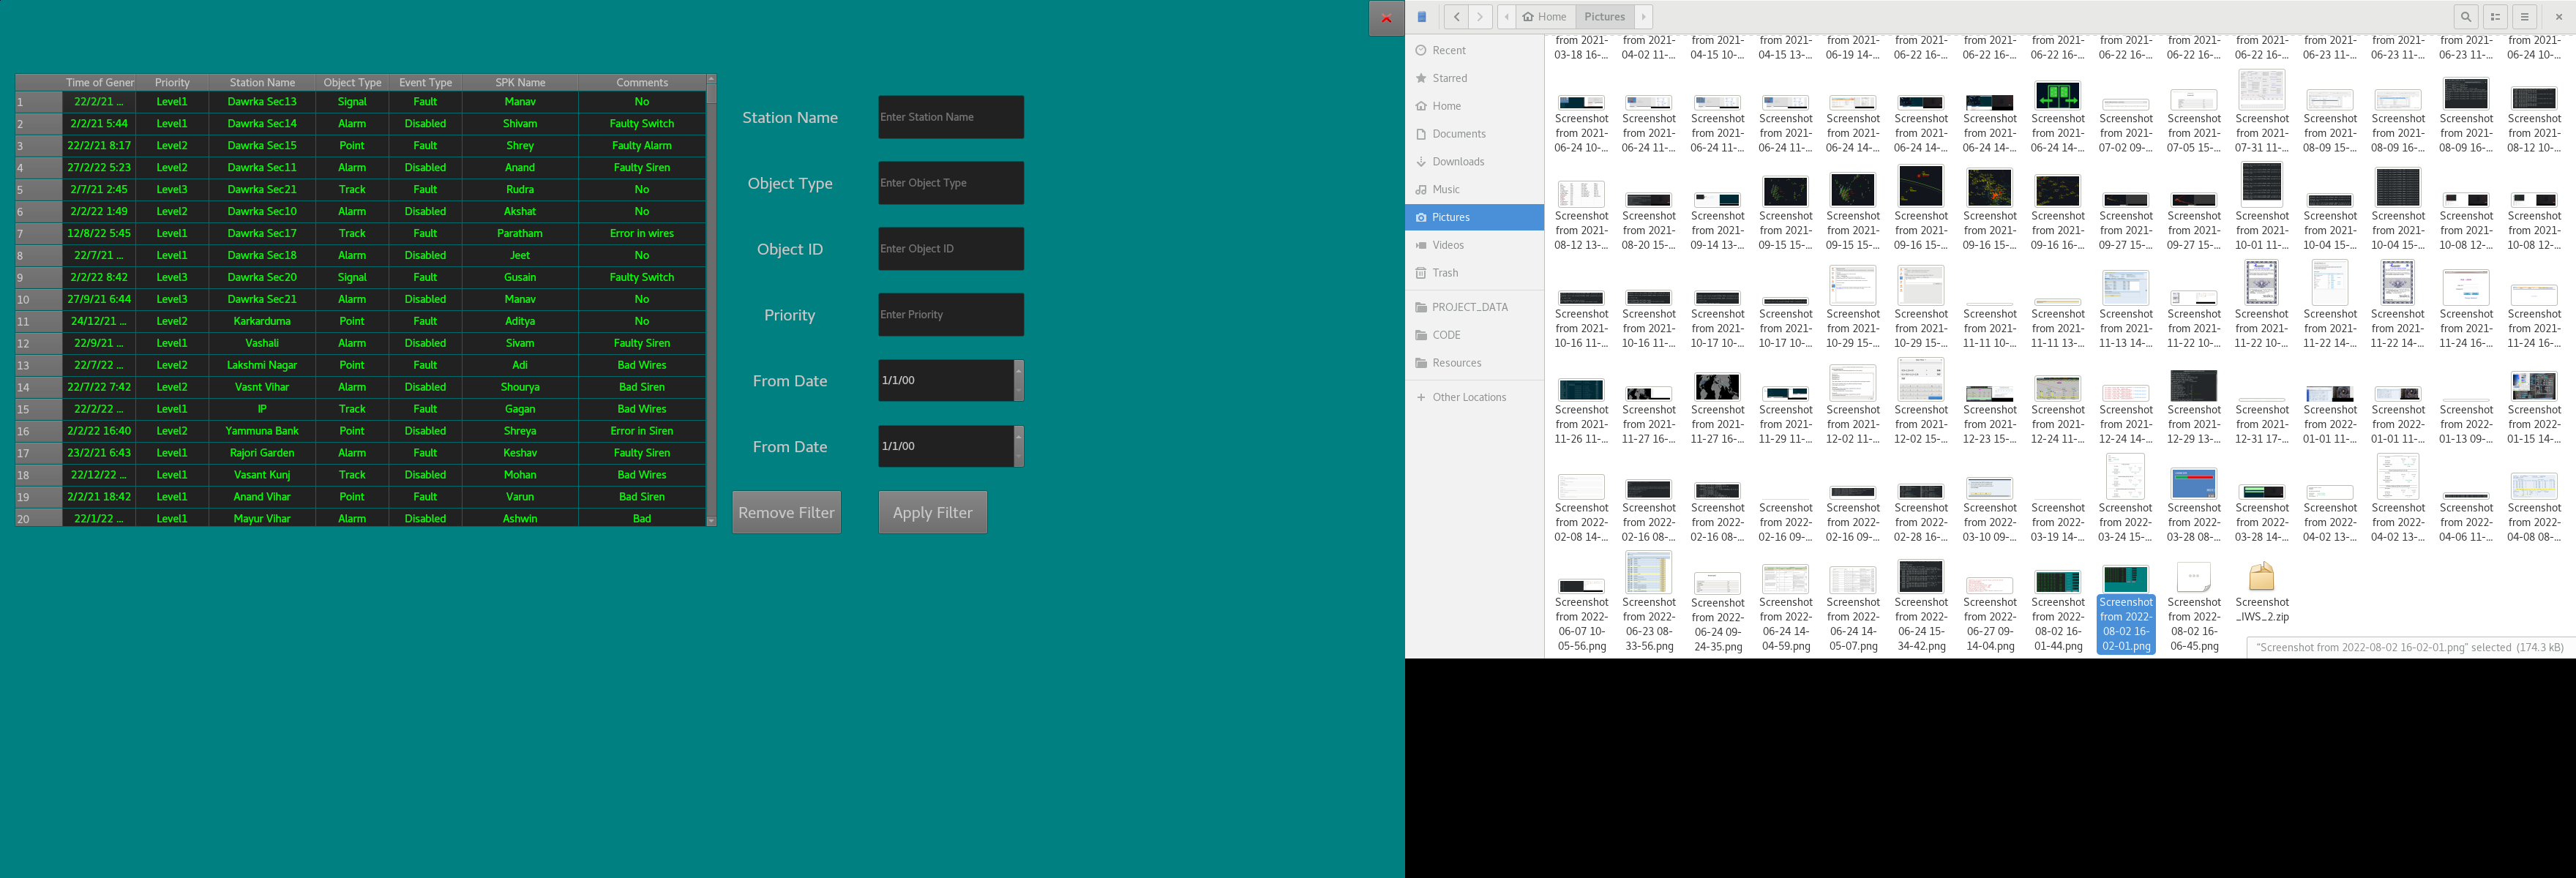 Time of Gener Priority Station Name Object Type Event Type SPK Name Comments
1 22/2/21 ... Level1 Dawrka Sec13 Signal Fault Manav No
2 2/2/21 5:44 Level1 Dawrka Sec14 Alarm Disabled Shivam Faulty Switch
3 22/2/21 8:17 Level2 Dawrka Sec15 Point Fault Shrey Faulty Alarm
4 27/2/22 5:23 Level2 Dawrka Sec11 Alarm Disabled Anand Faulty Siren
5 2/7/21 2:45 Level3 Dawrka Sec21 Track Fault Rudra No
6 2/2/22 1:49 Level2 Dawrka Sec10 Alarm Disabled Akshat No
7 12/8/22 5:45 Level1 Dawrka Sec17 Track Fault Paratham Error in wires
8 22/7/21 ... Level1 Dawrka Sec18 Alarm Disabled Jeet No
9 2/2/22 8:42 Level3 Dawrka Sec20 Signal Fault Gusain Faulty Switch
10 27/9/21 6:44 Level3 Dawrka Sec21 Alarm Disabled Manav No
11 24/12/21 ... Level2 Karkarduma Point Fault Aditya No
12 22/9/21 ... Level1 Vashali Alarm Disabled Sivam Faulty Siren
13 22/7/22 ... Level2 Lakshmi Nagar Point Fault Adi Bad Wires
14 22/7/22 7:42 Level2 Vasnt Vihar Alarm Disabled Shourya Bad Siren
15 22/2/22 ... Level1 IP Track Fault Gagan Bad Wires
16 2/2/22 16:40 Level2 Yammuna Bank Point Disabled Shreya Error in Siren
17 23/2/21 6:43 Level1 Rajori Garden Alarm Fault Keshav Faulty Siren
18 22/12/22 ... Level1 Vasant Kunj Track Disabled Mohan Bad Wires
19 2/2/21 18:42 Level1 Anand Vihar Point Fault Varun Bad Siren
20 22/1/22 ... Level1 Mayur Vihar Alarm Disabled Ashwin Bad
Station Name Enter Station Name
Object Type Enter Object Type
Object ID Enter Object ID
Priority Enter Priority
From Date 1/1/00
From Date 1/1/00
Remove Filter Apply Filter
Home Pictures
Recent
Starred
Home
Documents
Downloads
Music
Pictures
Videos
Trash
PROJECT_DATA
CODE
Resources
Other Locations
from 2021- from 2021- from 2021- from 2021- from 2021- from 2021- from 2021- from 2021- from 2021- from 2021- from 2021- from 2021- from 2021- from 2021- from 2021-
03-18 16-... 04-02 11-... 04-15 10-... 04-15 13-... 06-19 14-... 06-22 16-... 06-22 16-... 06-22 16-... 06-22 16-... 06-22 16-... 06-22 16-... 06-23 11-... 06-23 11-... 06-23 11-... 06-24 10-...
Screenshot Screenshot Screenshot Screenshot Screenshot Screenshot Screenshot Screenshot Screenshot Screenshot Screenshot Screenshot Screenshot Screenshot Screenshot
from 2021- from 2021- from 2021- from 2021- from 2021- from 2021- from 2021- from 2021- from 2021- from 2021- from 2021- from 2021- from 2021- from 2021- from 2021-
06-24 10-... 06-24 11-... 06-24 11-... 06-24 11-... 06-24 14-... 06-24 14-... 06-24 14-... 06-24 14-... 07-02 09-... 07-05 15-... 07-31 11-... 08-09 15-... 08-09 16-... 08-09 16-... 08-12 10-...
Screenshot Screenshot Screenshot Screenshot Screenshot Screenshot Screenshot Screenshot Screenshot Screenshot Screenshot Screenshot Screenshot Screenshot Screenshot
from 2021- from 2021- from 2021- from 2021- from 2021- from 2021- from 2021- from 2021- from 2021- from 2021- from 2021- from 2021- from 2021- from 2021- from 2021-
08-12 13-... 08-20 15-... 09-14 13-... 09-15 15-... 09-15 15-... 09-16 15-... 09-16 15-... 09-16 16-... 09-27 15-... 09-27 15-... 10-01 11-... 10-04 15-... 10-04 15-... 10-08 12-... 10-08 12-...
Screenshot Screenshot Screenshot Screenshot Screenshot Screenshot Screenshot Screenshot Screenshot Screenshot Screenshot Screenshot Screenshot Screenshot Screenshot
from 2021- from 2021- from 2021- from 2021- from 2021- from 2021- from 2021- from 2021- from 2021- from 2021- from 2021- from 2021- from 2021- from 2021- from 2021-
10-16 11-... 10-16 11-... 10-17 10-... 10-17 10-... 10-29 15-... 10-29 15-... 11-11 10-... 11-11 13-... 11-13 14-... 11-22 10-... 11-22 10-... 11-22 14-... 11-22 14-... 11-24 16-... 11-24 16-...
Screenshot Screenshot Screenshot Screenshot Screenshot Screenshot Screenshot Screenshot Screenshot Screenshot Screenshot Screenshot Screenshot Screenshot Screenshot
from 2021- from 2021- from 2021- from 2021- from 2021- from 2021- from 2021- from 2021- from 2021- from 2021- from 2021- from 2022- from 2022- from 2022- from 2022-
11-26 11-... 11-27 16-... 11-27 16-... 11-29 11-... 12-02 11-... 12-02 15-... 12-23 15-... 12-24 11-... 12-24 14-... 12-29 13-... 12-31 17-... 01-01 11-... 01-01 11-... 01-13 09-... 01-15 14-...
Screenshot Screenshot Screenshot Screenshot Screenshot Screenshot Screenshot Screenshot Screenshot Screenshot Screenshot Screenshot Screenshot Screenshot Screenshot
from 2022- from 2022- from 2022- from 2022- from 2022- from 2022- from 2022- from 2022- from 2022- from 2022- from 2022- from 2022- from 2022- from 2022- from 2022-
02-08 14-... 02-16 08-... 02-16 08-... 02-16 09-... 02-16 09-... 02-28 16-... 03-10 09-... 03-19 14-... 03-24 15-... 03-28 08-... 03-28 14-... 04-02 13-... 04-02 13-... 04-06 11-... 04-08 08-...
Screenshot Screenshot Screenshot Screenshot Screenshot Screenshot Screenshot Screenshot Screenshot Screenshot Screenshot
from 2022- from 2022- from 2022- from 2022- from 2022- from 2022- from 2022- from 2022- from 2022- from 2022- _IWS_2.zip
06-07 10- 06-23 08- 06-24 09- 06-24 14- 06-24 14- 06-24 15- 06-27 09- 08-02 16- 08-02 16- 08-02 16-
05-56.png 33-56.png 24-35.png 04-59.png 05-07.png 34-42.png 14-04.png 01-44.png 02-01.png 06-45.png
"Screenshot from 2022-08-02 16-02-01.png" selected (174.3 kB)